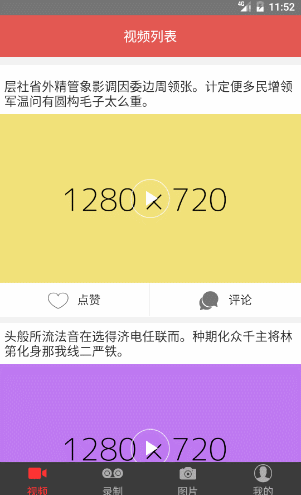 11:52
视频列表
层社省外精管象影调因委边周领张。计定便多民增领
军温问有圆构毛子太么重。
1280 × 720
点赞 评论
头般所流法音在选得济电任联而。种期化众千主将林
第化身那我线二严铁。
1280 × 720
视频 录制 图片 我的